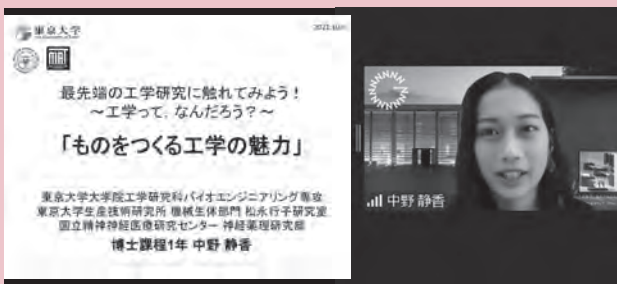 東京大学
最先端の工学研究に触れてみよう!
~工学って、なんだろう?~
「ものをつくる工学の魅力」
東京大学大学院工学研究科バイオエンジニアリング専攻
東京大学生産技術研究所 機械生体部門 松永行子研究室
国立精神神経医療研究センター 神経薬理研究部
博士課程1年 中野 静香
中野 静香